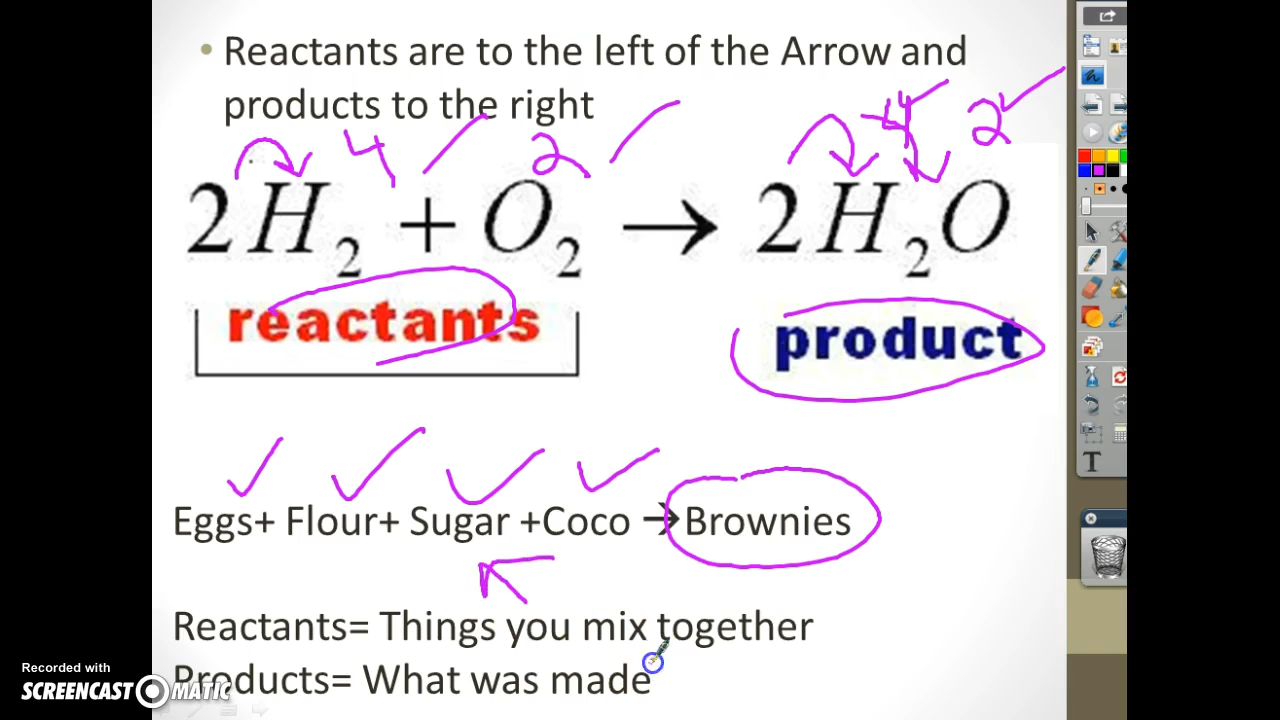 • Reactants are to the left of the Arrow and
products to the right
4 2 4 2
2H₂ + O₂ → 2H₂O
reactants product
Eggs+ Flour+ Sugar +Coco → Brownies
Reactants= Things you mix together
Products= What was made
Recorded with
SCREENCAST O MATIC
T